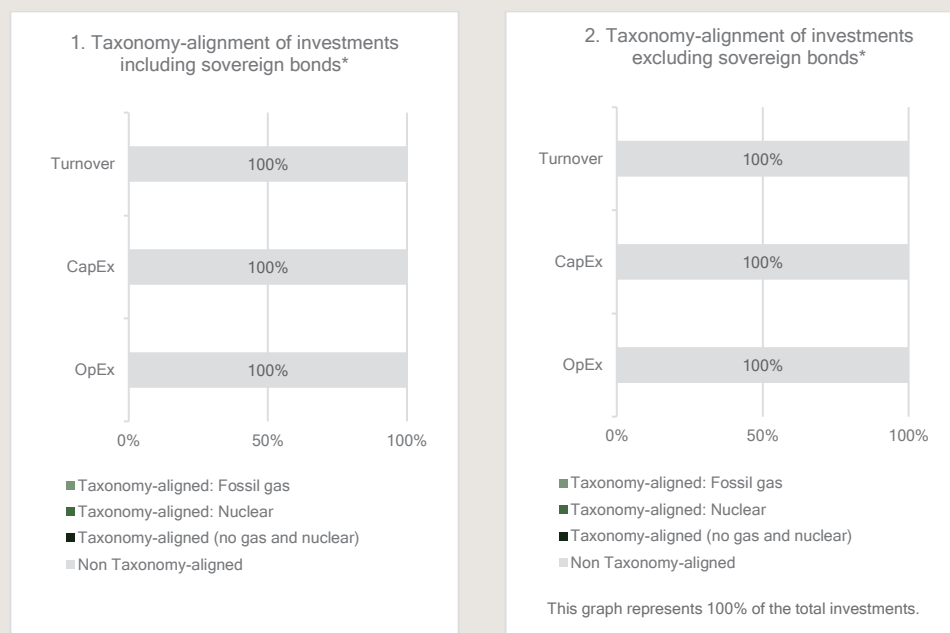 1. Taxonomy-alignment of investments
including sovereign bonds*
Turnover
100%
CapEx
100%
OpEx
100%
0%
50%
100%
Taxonomy-aligned: Fossil gas
Taxonomy-aligned: Nuclear
Taxonomy-aligned (no gas and nuclear)
Non Taxonomy-aligned
2. Taxonomy-alignment of investments
excluding sovereign bonds*
Turnover
100%
CapEx
100%
OpEx
100%
0%
50%
100%
Taxonomy-aligned: Fossil gas
Taxonomy-aligned: Nuclear
Taxonomy-aligned (no gas and nuclear)
Non Taxonomy-aligned
This graph represents 100% of the total investments.